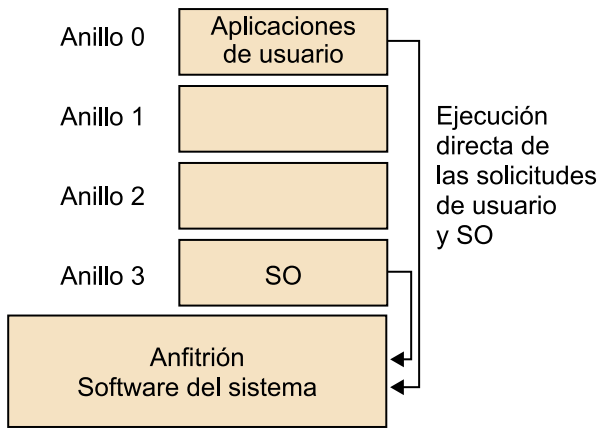 Anillo 0
Aplicaciones
de usuario
Anillo 1
Anillo 2
Anillo 3
SO
Ejecución
directa de
las solicitudes
de usuario
y SO
Anfitrión
Software del sistema